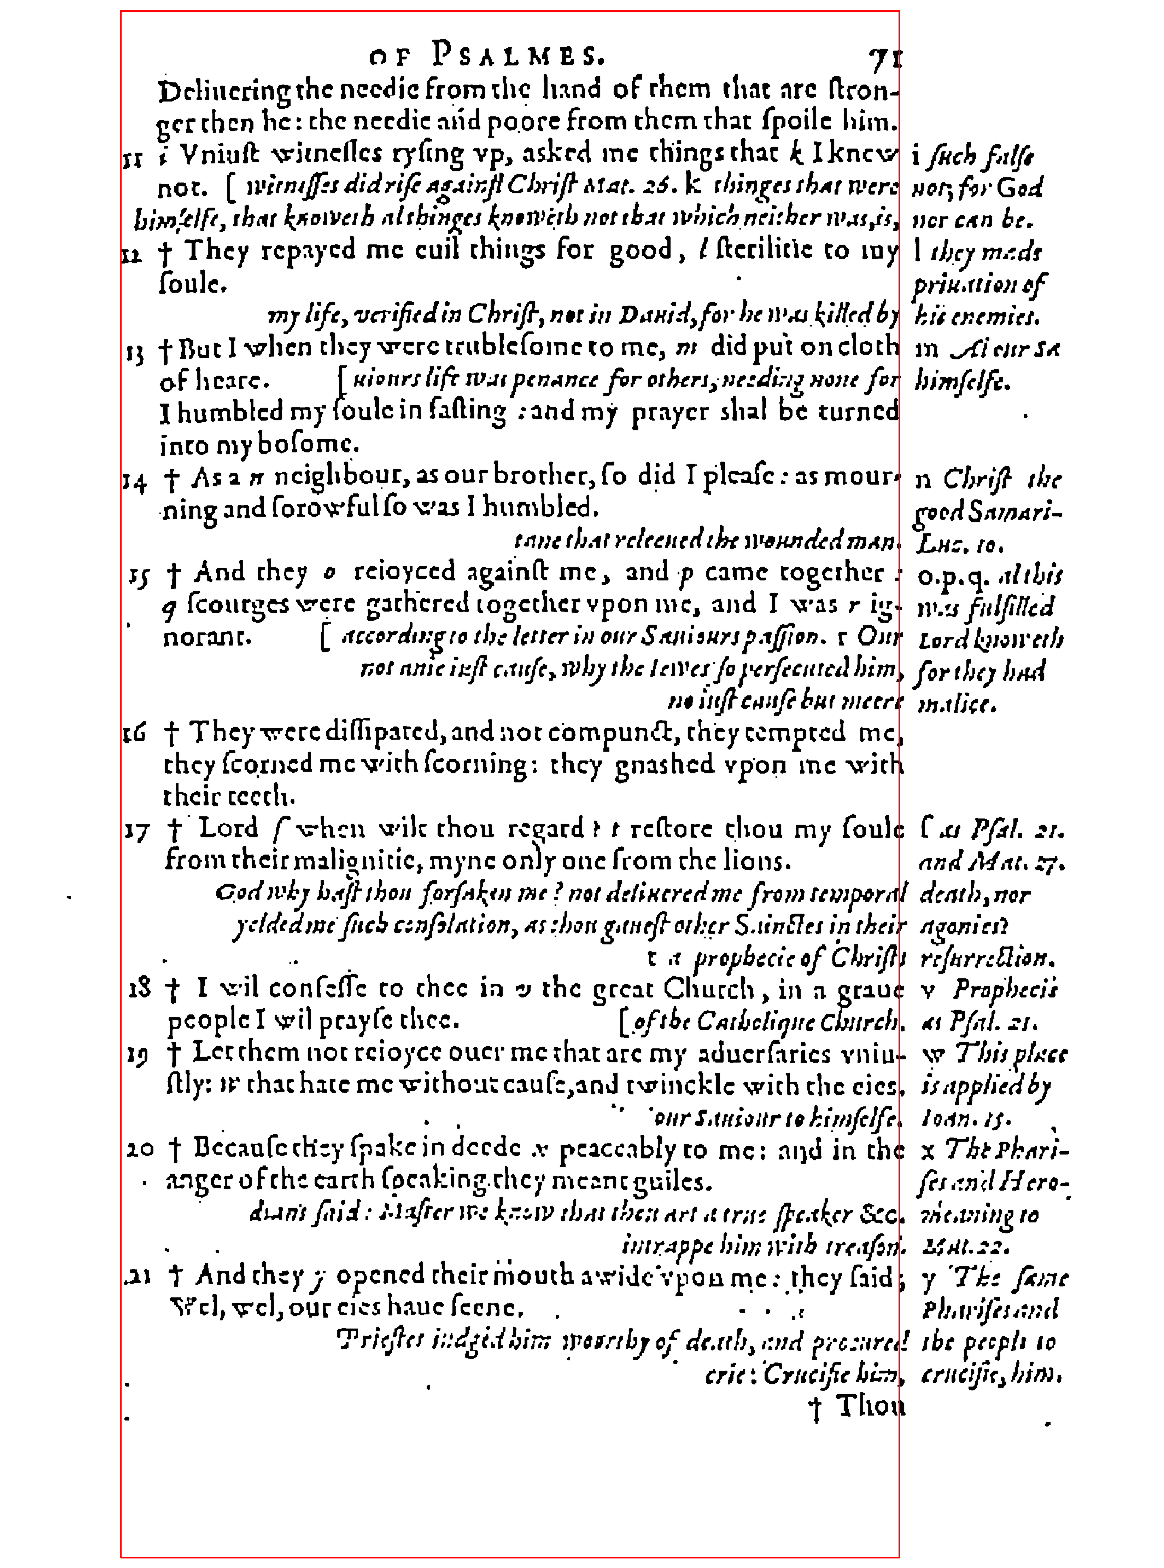 OF PSALMES. 71
Deliuering the needie from the hand of them that are ſtron-
ger then he: the needie and poore from them that ſpoile him.
11 i Vniuſt witneſſes ryſing vp, asked me things that k I knew i ſuch falſe
not. [ witneſſes did riſe againſt Chriſt Mat. 26. k thinges that were not, for God
himſelfe, that knoweth al thinges knoweth not that which neither was, is, nor can be.
12 † They repayed me euil things for good, l ſterilitie to my l they made
ſoule. priuation of
my life, verified in Chriſt, not in Dauid, for he was killed by his enemies.
13 † But I when they were trubleſome to me, m did put on cloth m Al our Sa
of heare. [ uiours life was penance for others, needing none for himſelfe.
I humbled my ſoule in faſting : and my prayer shal be turned
into my boſome.
14 † As a n neighbour, as our brother, ſo did I pleaſe : as mour- n Chriſt the
ning and ſorowful ſo was I humbled. good Samari-
tane that releeued the wounded man. Luc. 10.
15 † And they o reioyced againſt me, and p came together : o.p.q. al this
q ſcourges were gathered together vpon me, and I was r ig- was fulfilled
norant. [ according to the letter in our Sauiours paſſion. r Our Lord knoweth
not anie iuſt cauſe, why the Iewes ſo perſecuted him, for they had
no iuſt cauſe but meere malice.
16 † They were diſſipated, and not compunct, they tempted me,
they ſcorned me with ſcorning: they gnashed vpon me with
their teeth.
17 † Lord ſ when wilt thou regard ? t reſtore thou my ſoule ſ as Pſal. 21.
from their malignitie, myne only one from the lions. and Mat. 27.
God why haſt thou forſaken me ? not deliuered me from temporal death, nor
yelded me ſuch conſolation, as thou gaueſt other Sainctes in their agonies?
t a prophecie of Chriſts reſurrection.
18 † I wil confeſſe to thee in v the great Church, in a graue v Prophecie
people I wil prayſe thee. [ of the Catholique Church. as Pſal. 21.
19 † Let them not reioyce ouer me that are my aduerſaries vniu- w This place
ſtly: w that hate me without cauſe, and twinckle with the eies. is applied by
our Sauiour to himſelfe. Ioan. 15.
20 † Becauſe they ſpake in deede x peaceably to me: and in the x The Phari-
anger of the earth ſpeaking they meant guiles. ſes and Hero-
dians ſaid: Maſter we know that thou art a true ſpeaker &c. meaning to
intrappe him with treaſon. Mat. 22.
21 † And they y opened their mouth a wide vpon me: they ſaid; y The ſame
Wel, wel, our eies haue ſeene. Phariſes and
Prieſtes iudged him woorthy of death, and procured the people to
crie: Crucifie him, crucifie, him.
† Thou